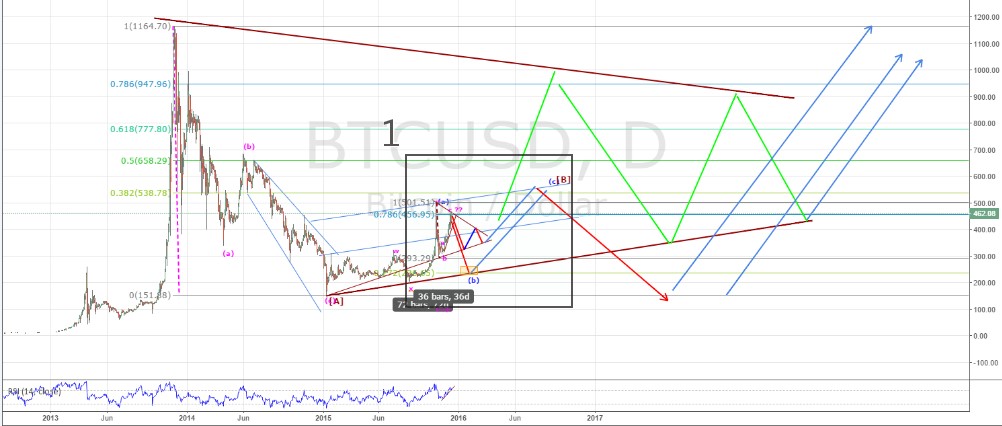 1200.00
1(1164.70)
1100.00
1000.00
0.786(947.96)
900.00
0.618(777.80)
800.00
1
BTCUSD, D
700.00
(b)
0.5(658.29)
600.00
0.382(538.78)
(c) [B]
Bitcoin / Dollar
1(501.51) (a)
500.00
??
0.786(456.95)
462.08
400.00
(a)
w
x
300.00
b
0(293.29)
(b)
200.00
0(151.88)
[A]
x
36 bars, 36d
100.00
0.00
-100.00
RSI (14, close)
2013
Jun
2014
Jun
2015
Jun
2016
Jun
2017